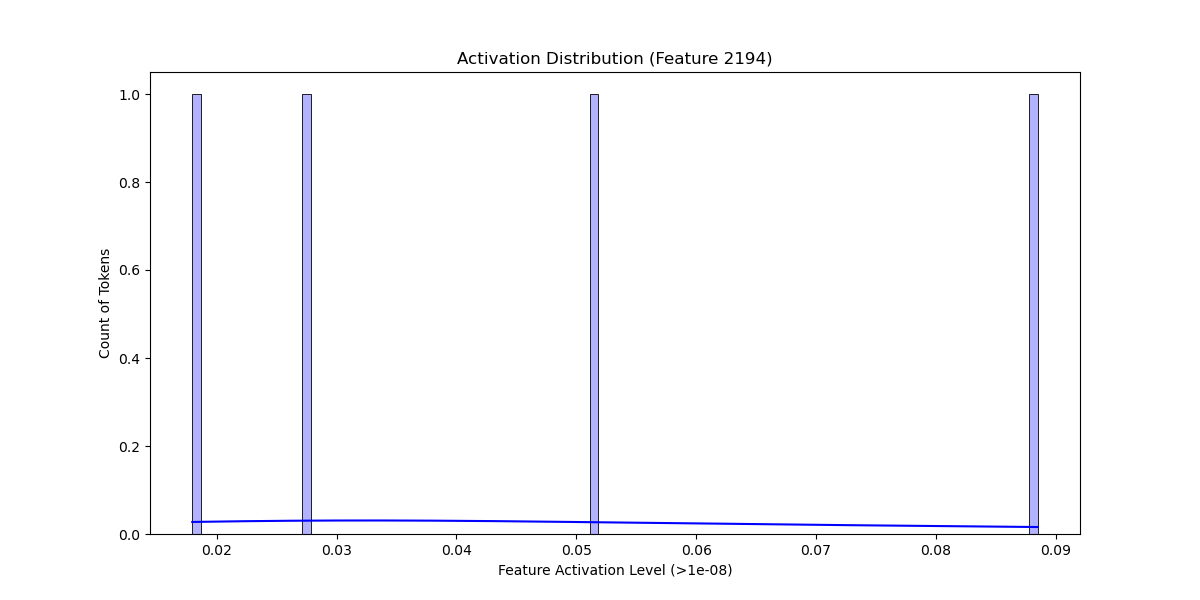 Activation Distribution (Feature 2194)
Count of Tokens
1.0
0.8
0.6
0.4
0.2
0.0
0.02 0.03 0.04 0.05 0.06 0.07 0.08 0.09
Feature Activation Level (>1e-08)